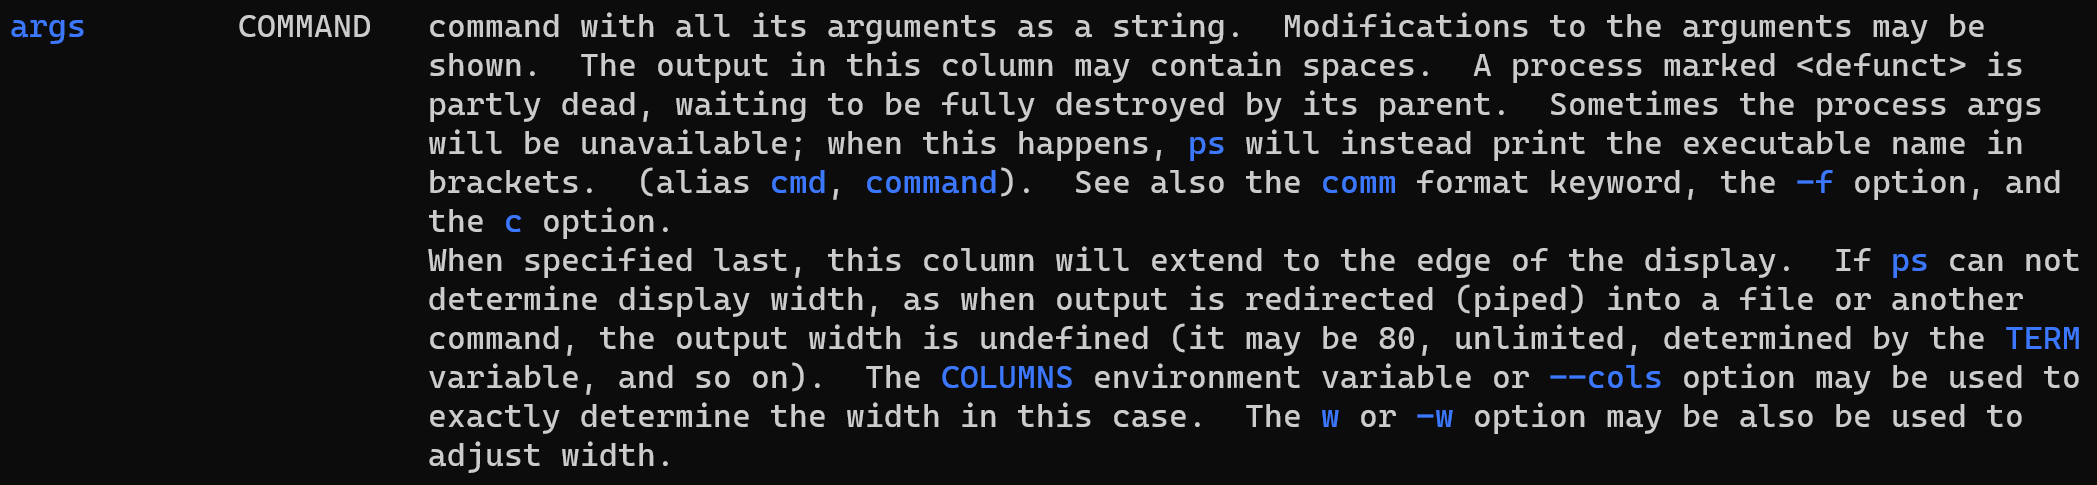 args        COMMAND   command with all its arguments as a string.  Modifications to the arguments may be
shown.  The output in this column may contain spaces.  A process marked <defunct> is
partly dead, waiting to be fully destroyed by its parent.  Sometimes the process args
will be unavailable; when this happens, ps will instead print the executable name in
brackets.  (alias cmd, command).  See also the comm format keyword, the -f option, and
the c option.
When specified last, this column will extend to the edge of the display.  If ps can not
determine display width, as when output is redirected (piped) into a file or another
command, the output width is undefined (it may be 80, unlimited, determined by the TERM
variable, and so on).  The COLUMNS environment variable or --cols option may be used to
exactly determine the width in this case.  The w or -w option may be also be used to
adjust width.